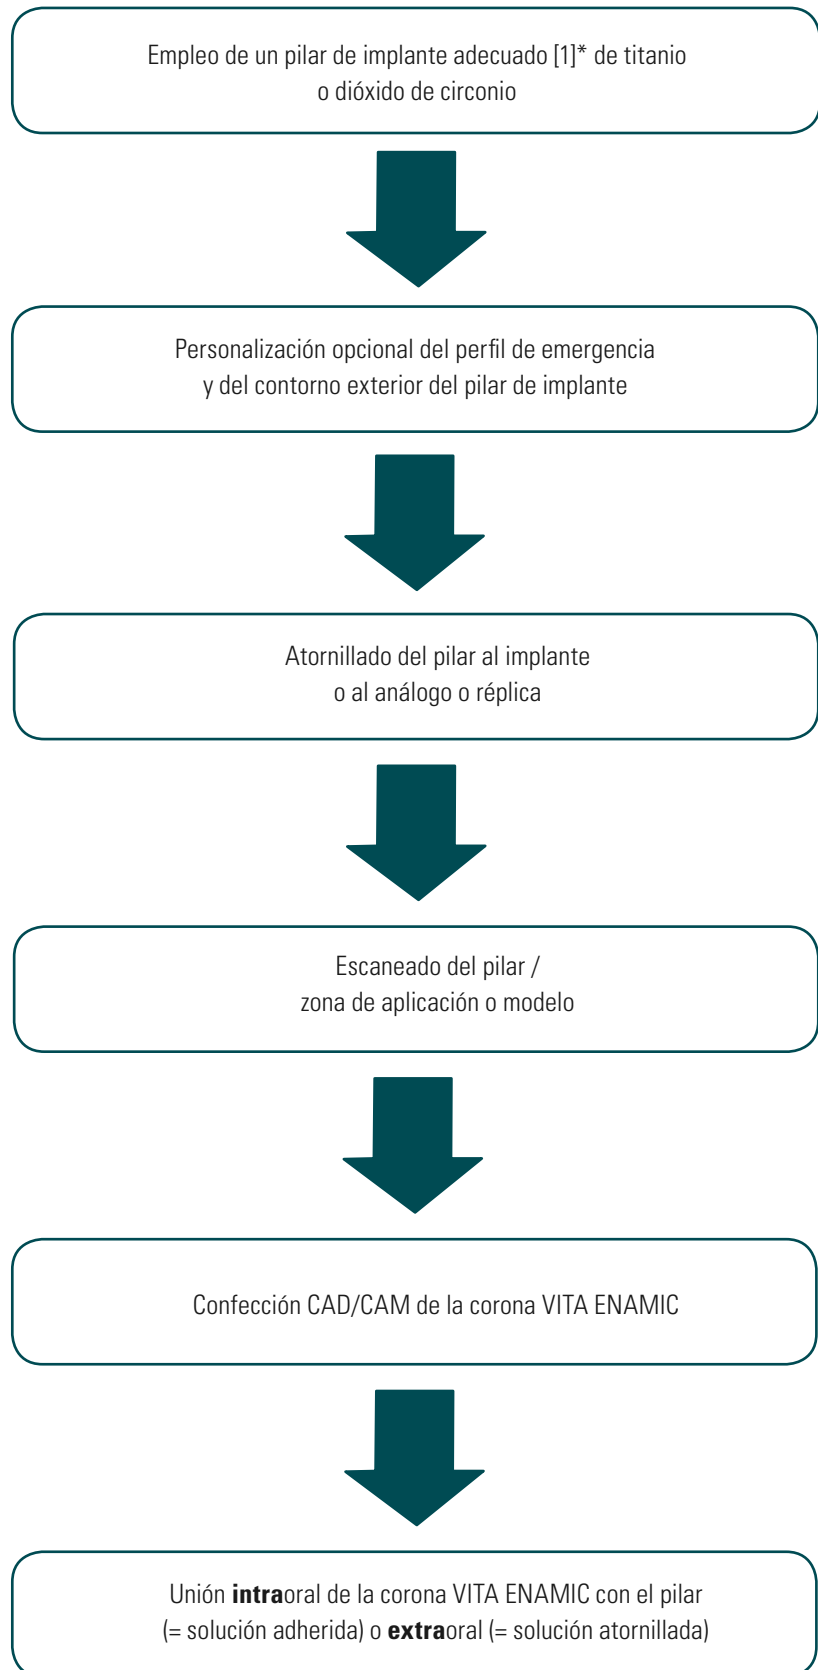 Empleo de un pilar de implante adecuado [1]* de titanio
o dióxido de circonio
Personalización opcional del perfil de emergencia
y del contorno exterior del pilar de implante
Atornillado del pilar al implante
o al análogo o réplica
Escaneado del pilar /
zona de aplicación o modelo
Confección CAD/CAM de la corona VITA ENAMIC
Unión intraoral de la corona VITA ENAMIC con el pilar
(= solución adherida) o extraoral (= solución atornillada)